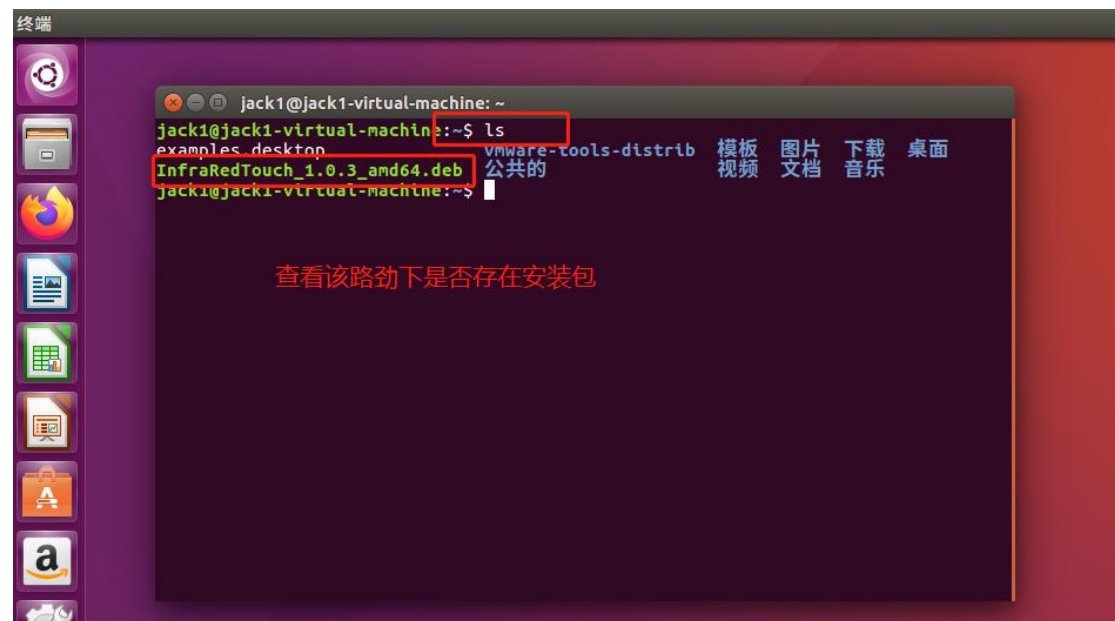 终端
jack1@jack1-virtual-machine: ~
jack1@jack1-virtual-machine:~$ ls
examples.desktop vmware-tools-distrib 模板 图片 下载 桌面
InfraRedTouch_1.0.3_amd64.deb 公共的 视频 文档 音乐
jack1@jack1-virtual-machine:~$
查看该路劲下是否存在安装包
a